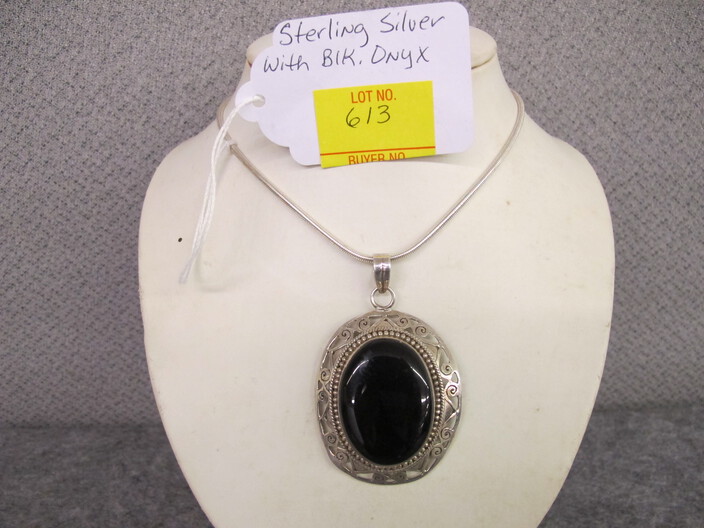 Sterling Silver
with Blk. Onyx
LOT NO.
613
BUYER NO.